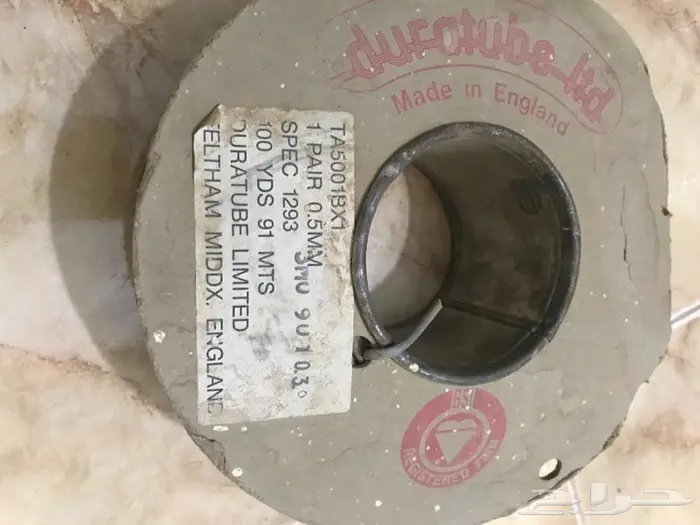 duratube ltd
Made in England
TA5001BX1
1 PAIR 0.5MM
SPEC 1293
100 YDS 91 MTS
DURATUBE LIMITED
FELTHAM MIDDX. ENGLAND
BSI
REGISTERED FIRM
حراج